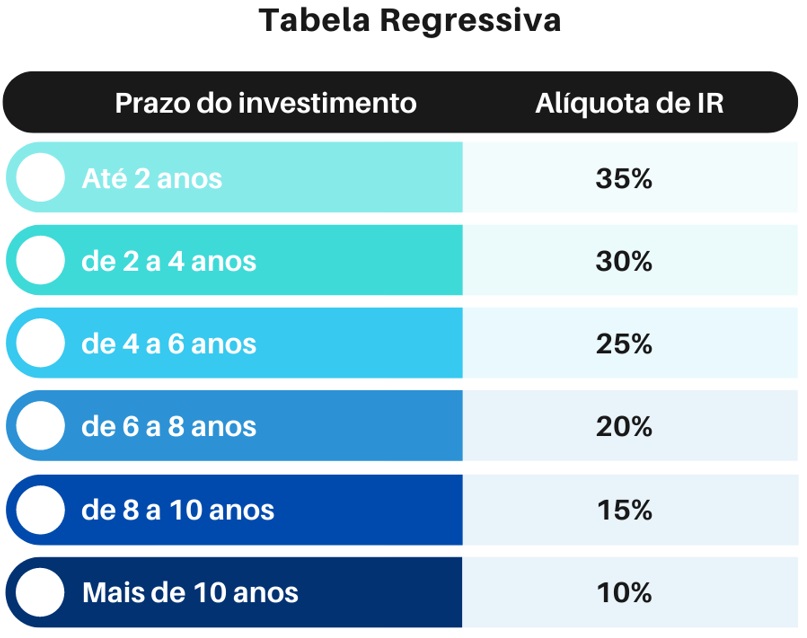 Tabela Regressiva
Prazo do investimento Alíquota de IR
Até 2 anos 35%
de 2 a 4 anos 30%
de 4 a 6 anos 25%
de 6 a 8 anos 20%
de 8 a 10 anos 15%
Mais de 10 anos 10%